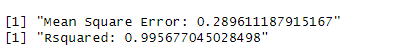 [1] "Mean Square Error: 0.289611187915167"
[1] "Rsquared: 0.995677045028498"